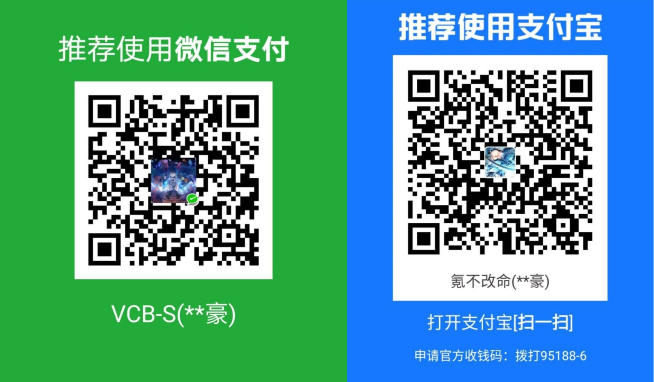 推荐使用微信支付
VCB-S(**豪)
推荐使用支付宝
氪不改命(**豪)
打开支付宝[扫一扫]
申请官方收钱码：拨打95188-6